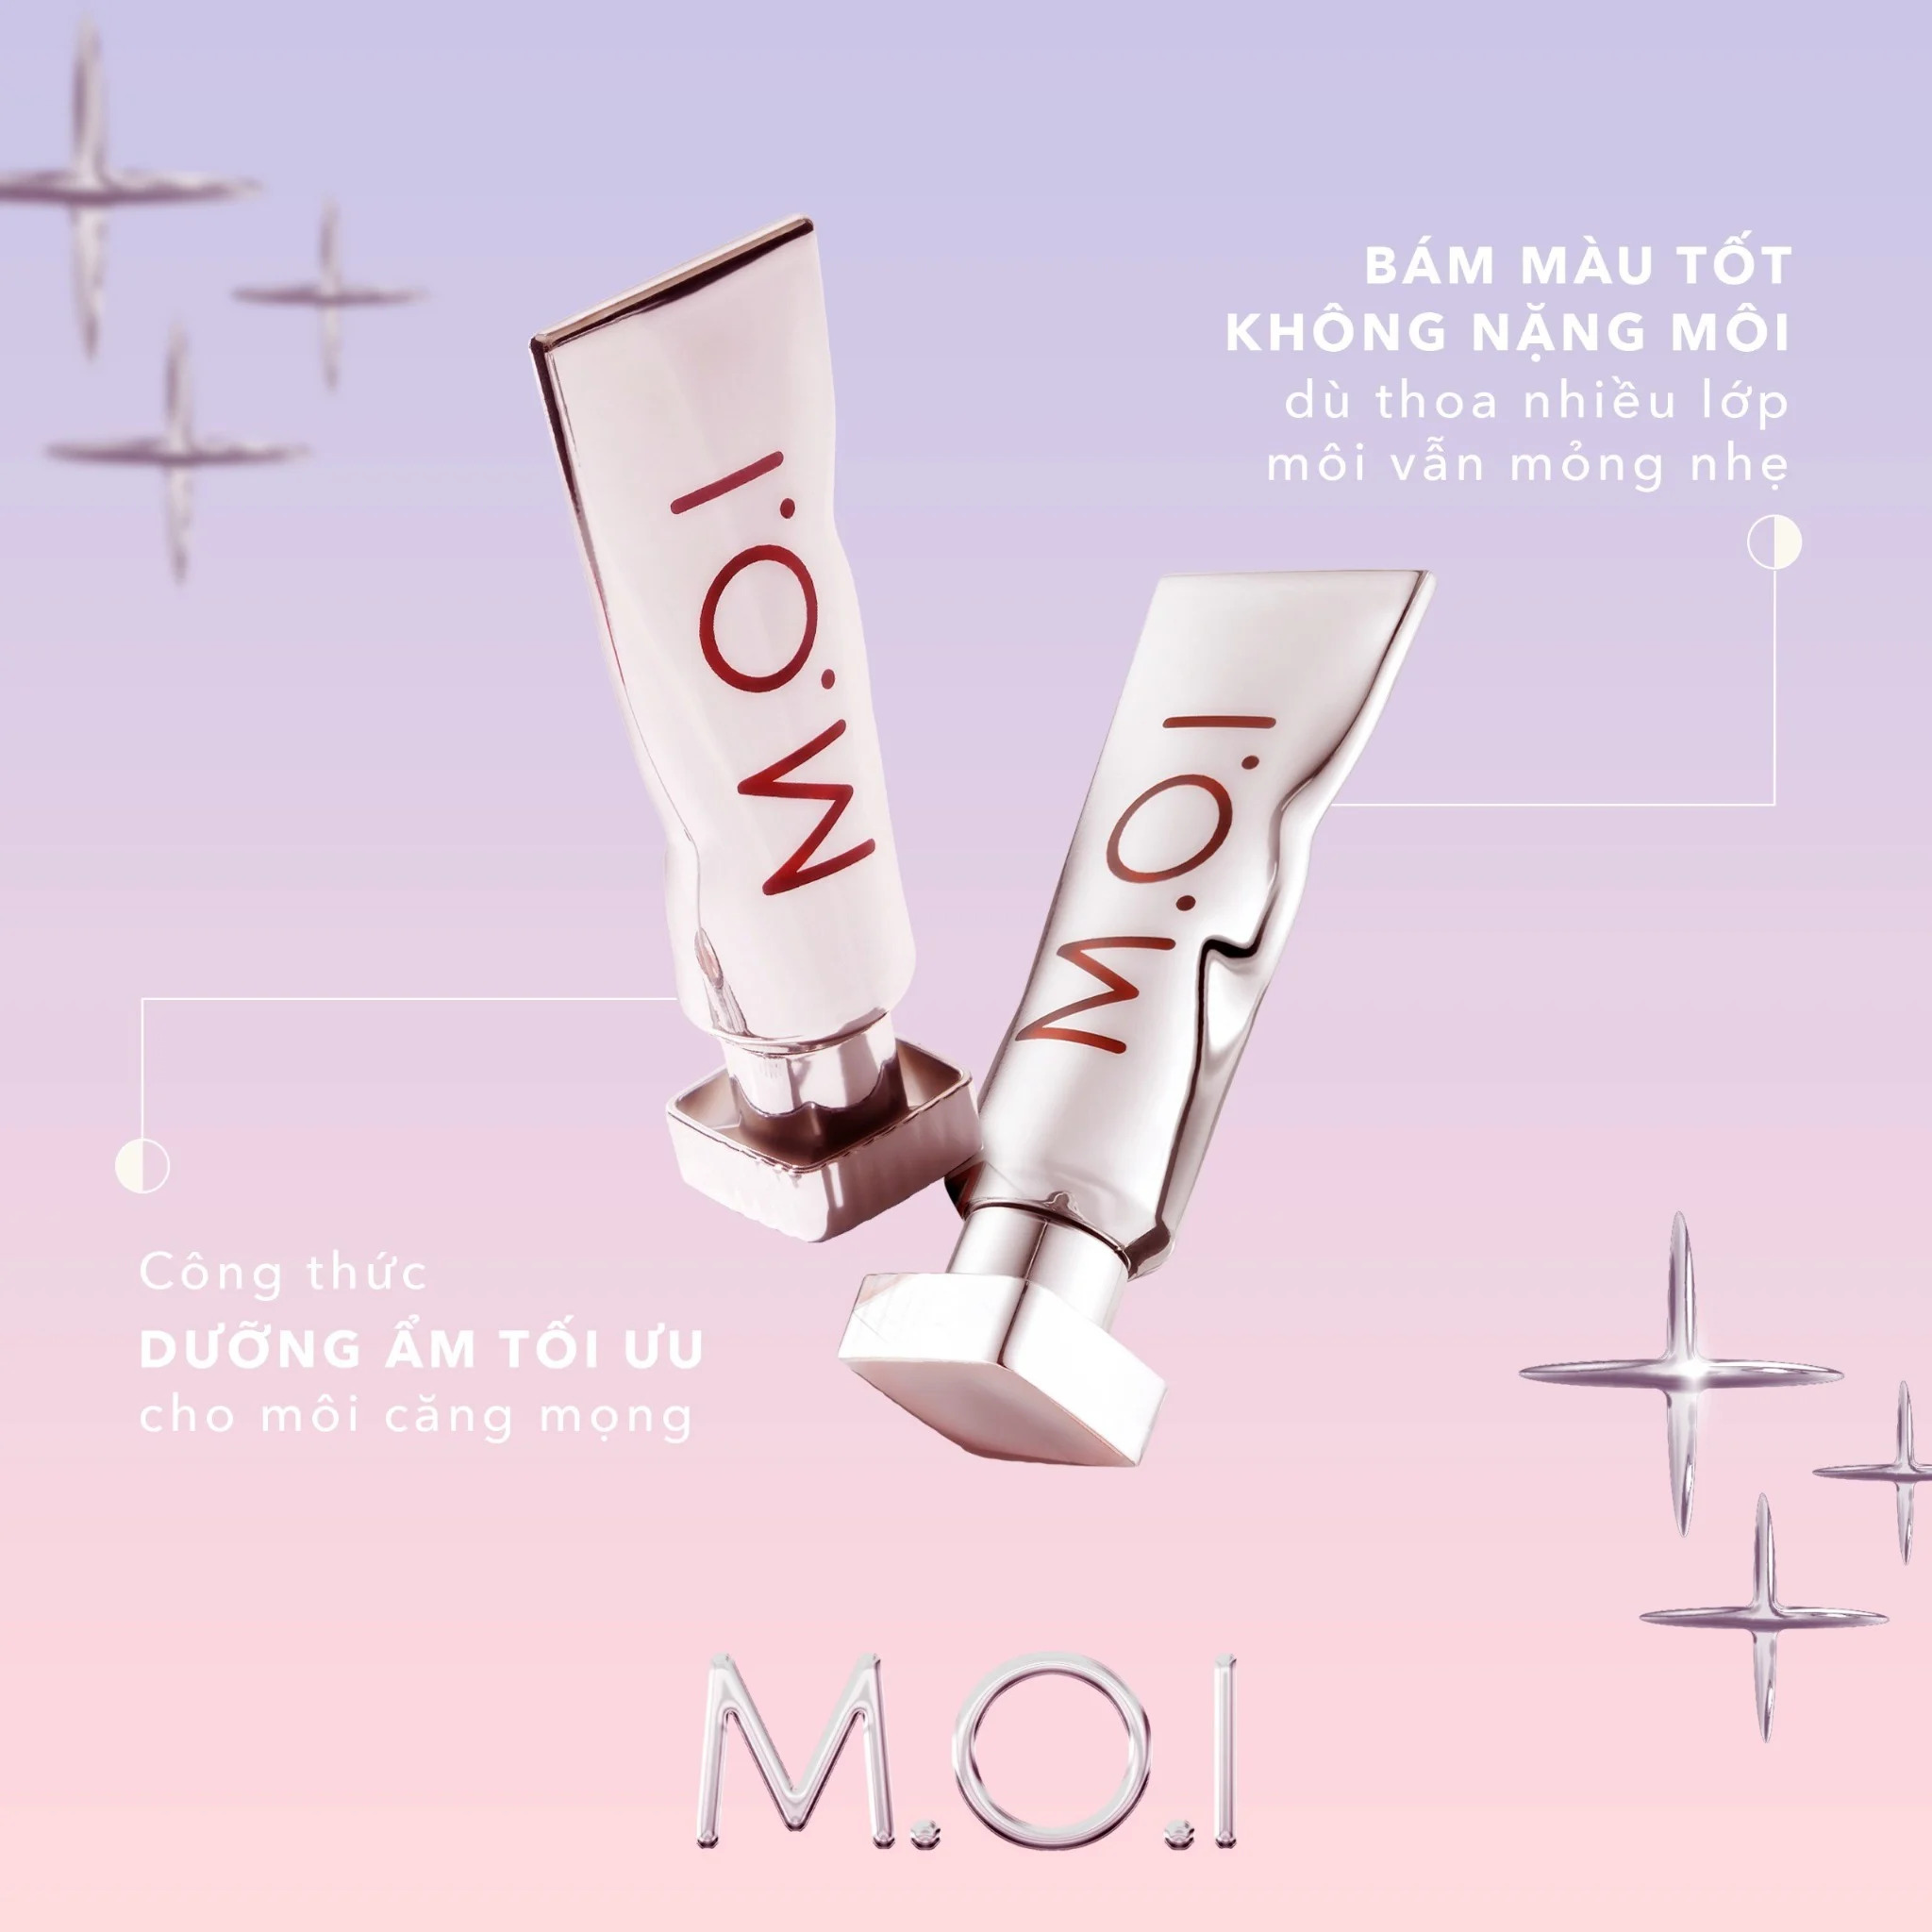 BÁM MÀU TỐT
KHÔNG NẶNG MÔI
dù thoa nhiều lớp
môi vẫn mỏng nhẹ
M.O.I
M.O.I
Công thức
DƯỠNG ẨM TỐI ƯU
cho môi căng mọng
M.O.I